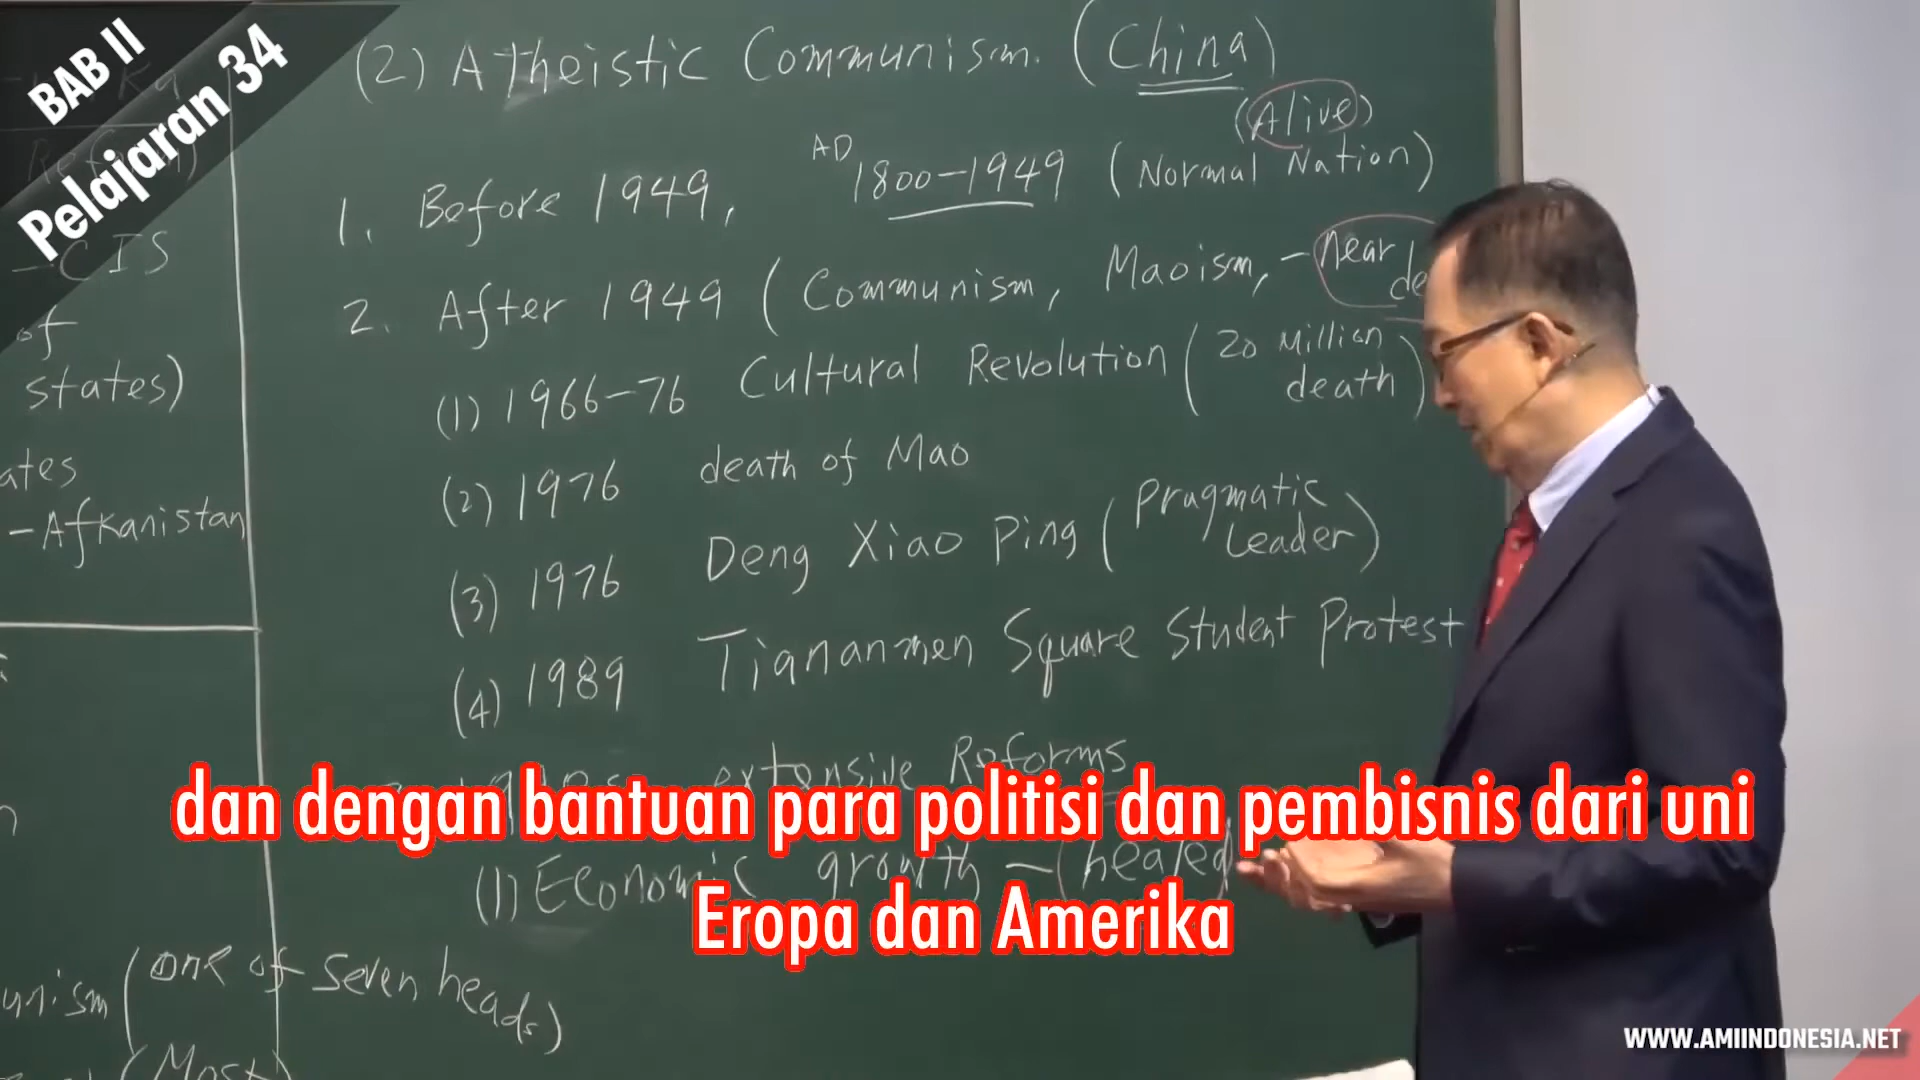 BAB II
Pelajaran 34
(2) Atheistic Communism. (China)
(Alive)
1. Before 1949, AD 1800-1949 (Normal Nation)
2. After 1949 (Communism, Maoism, - Near
(1) 1966-76 Cultural Revolution (20 Million
death)
(2) 1976 death of Mao
(3) 1976 Deng Xiao Ping (Pragmatic
Leader)
(4) 1989 Tiananmen Square Student Protest
extensive Reforms
(1) Economic growth - (healed
- CIS
of
states)
ates
- Afkanistan
unism (one of seven heads)
(Most)
dan dengan bantuan para politisi dan pembisnis dari uni
Eropa dan Amerika
WWW.AMIINDONESIA.NET